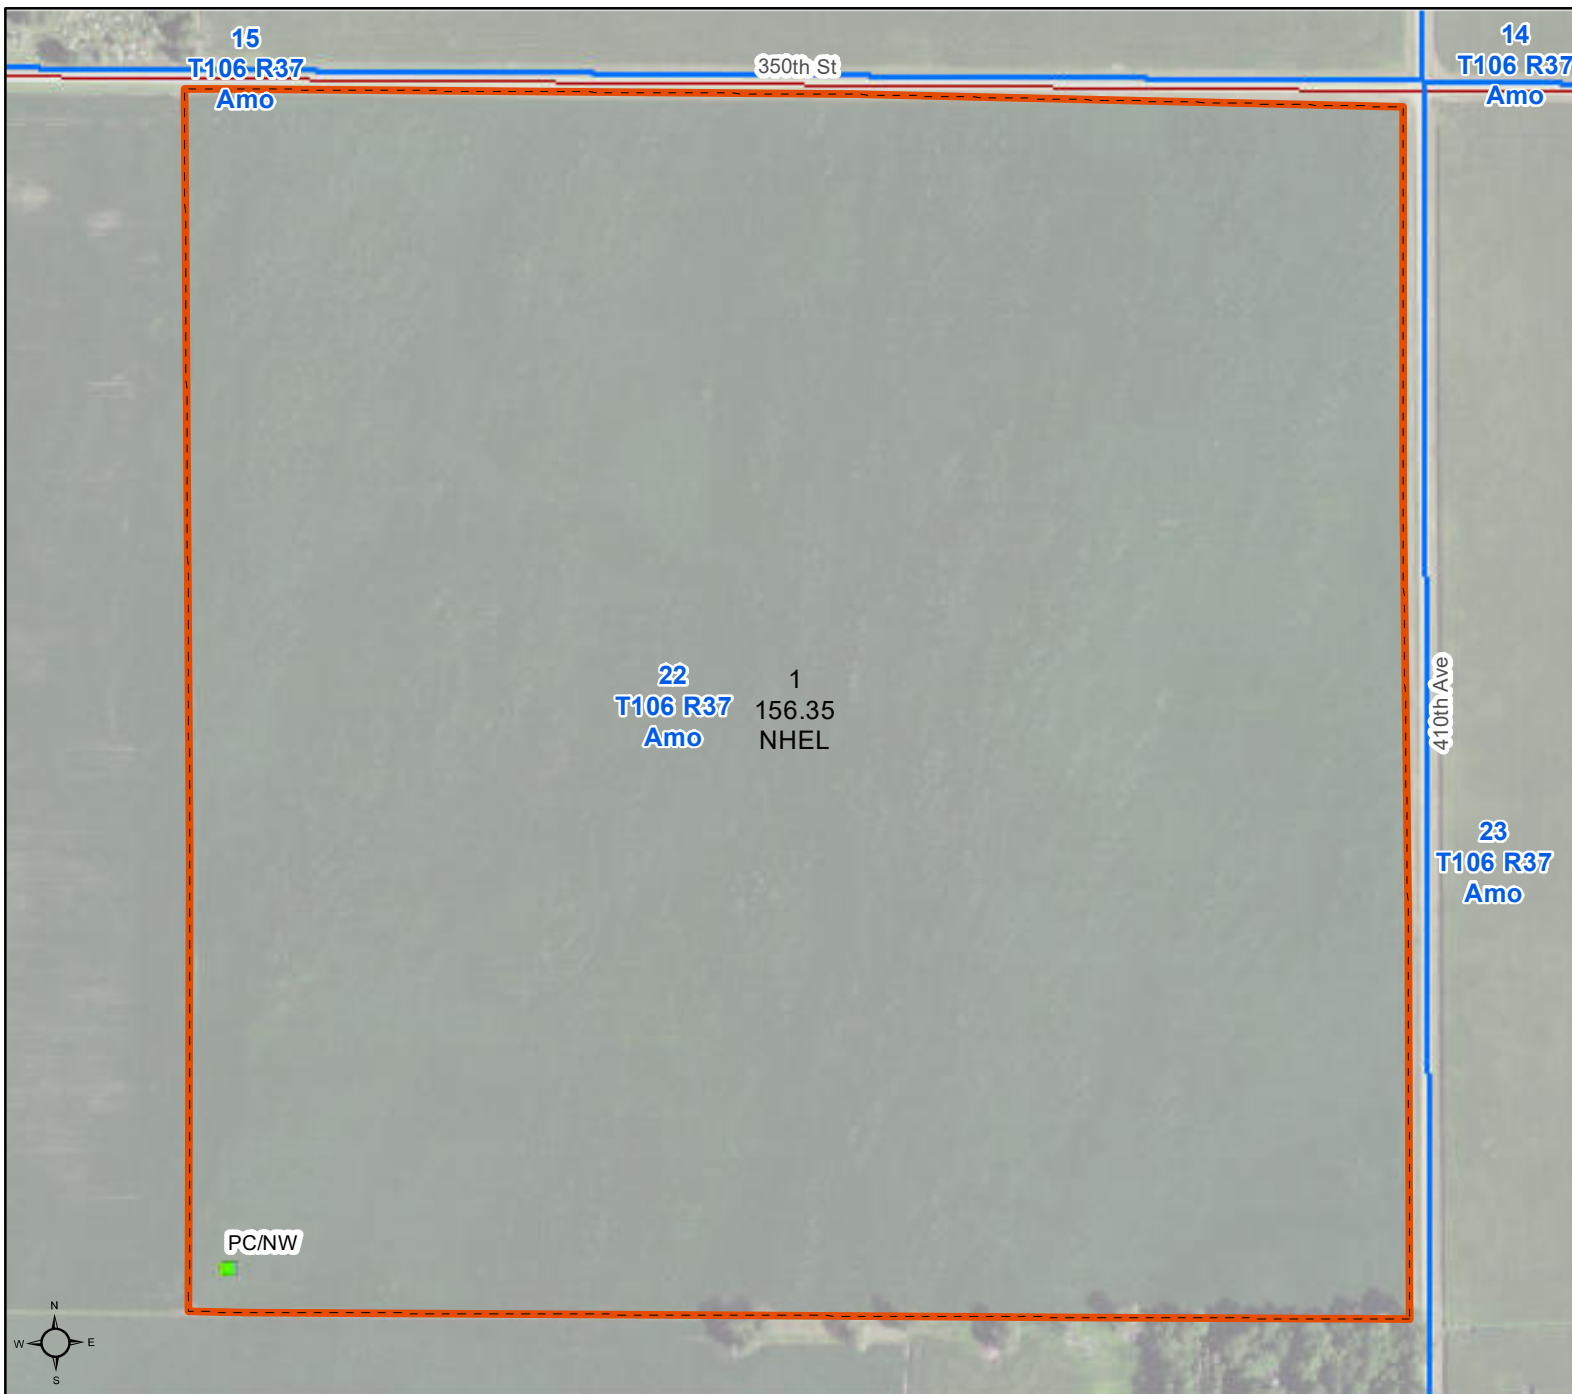 15
T106 R37
Amo
350th St
14
T106 R37
Amo
22
T106 R37
Amo
1
156.35
NHEL
410th Ave
23
T106 R37
Amo
PC/NW
N
W
E
S